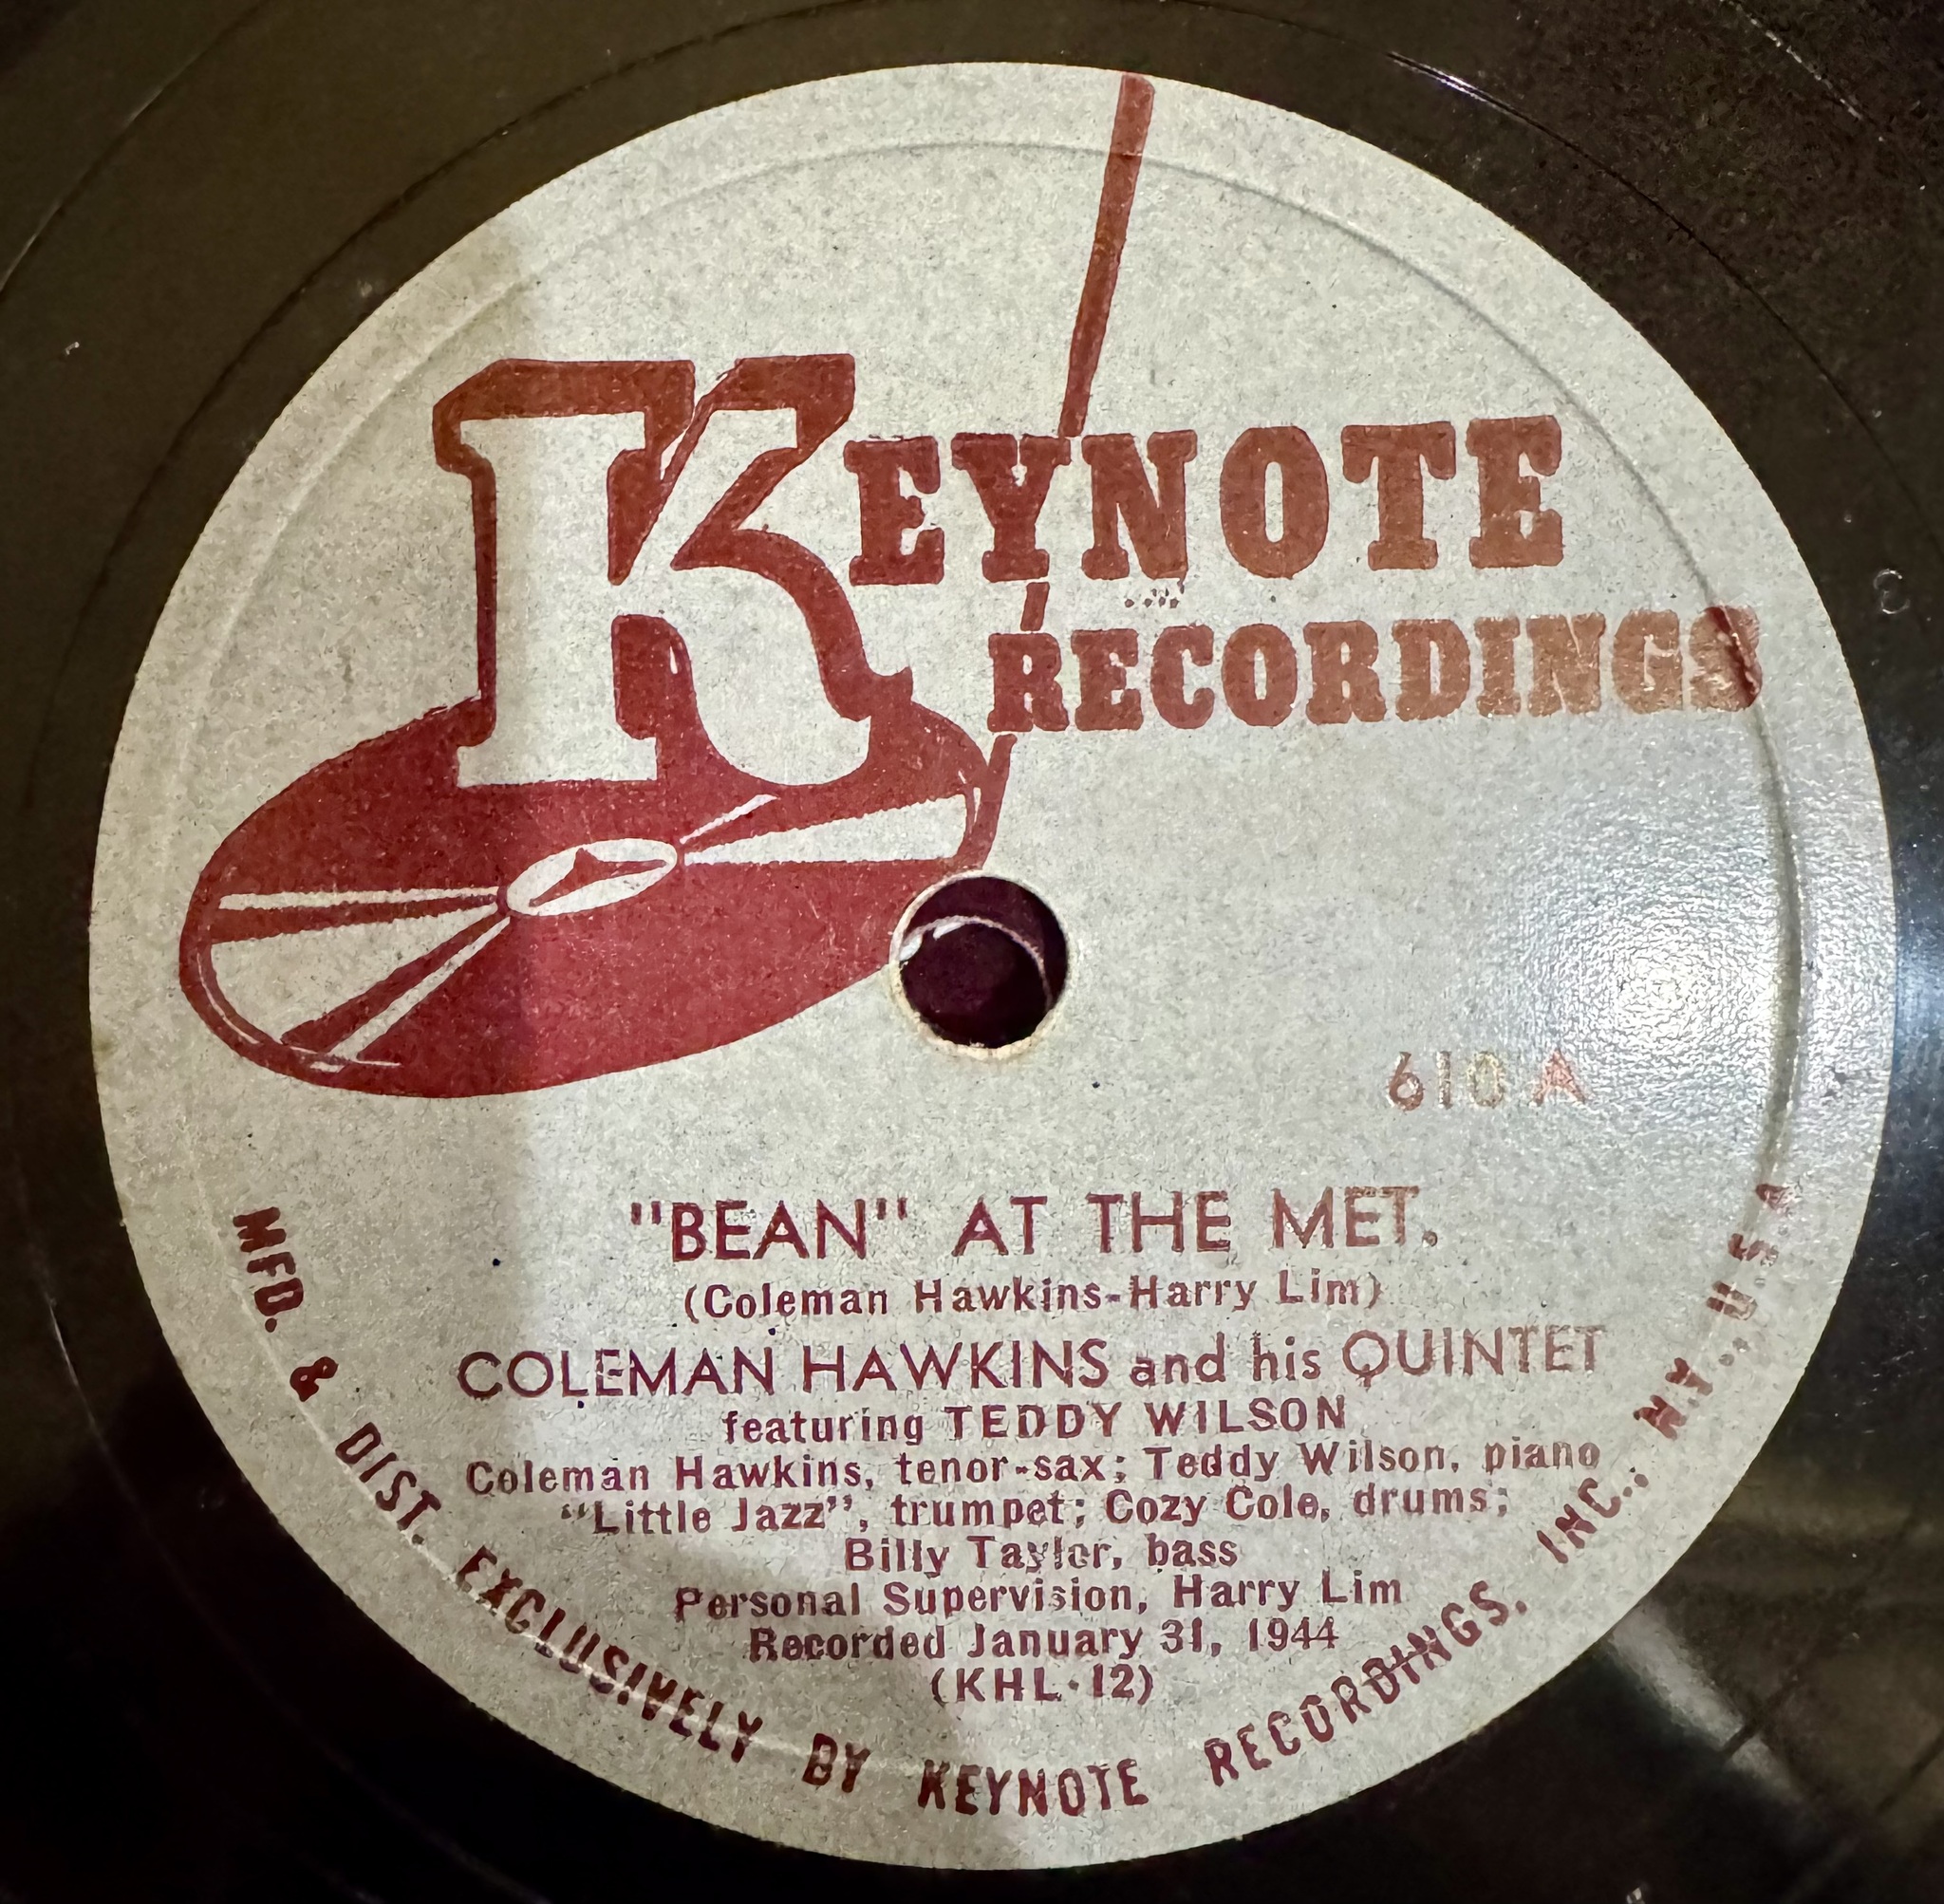 KEYNOTE
RECORDINGS
610 A
"BEAN" AT THE MET.
(Coleman Hawkins-Harry Lim)
COLEMAN HAWKINS and his QUINTET
featuring TEDDY WILSON
Coleman Hawkins, tenor-sax; Teddy Wilson, piano
“Little Jazz”, trumpet; Cozy Cole, drums;
Billy Taylor, bass
Personal Supervision, Harry Lim
Recorded January 31, 1944
(KHL-12)
MFD. & DIST. EXCLUSIVELY BY KEYNOTE RECORDINGS, INC., N.Y., U.S.A